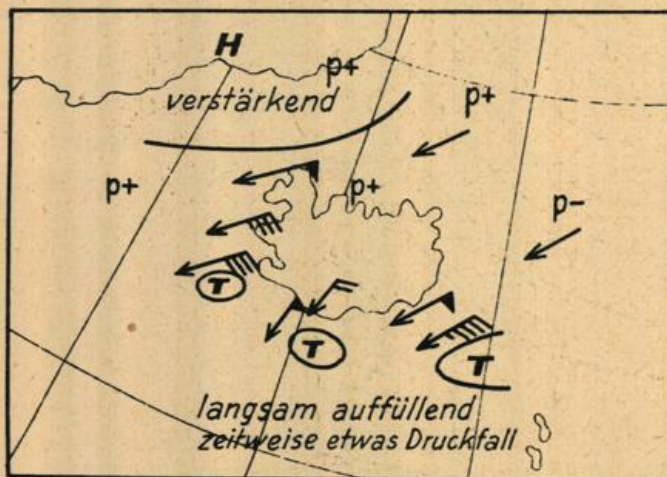 H
p+
verstärkend
p+
p+
p+
p-
T
T
T
langsam auffüllend
zeitweise etwas Druckfall